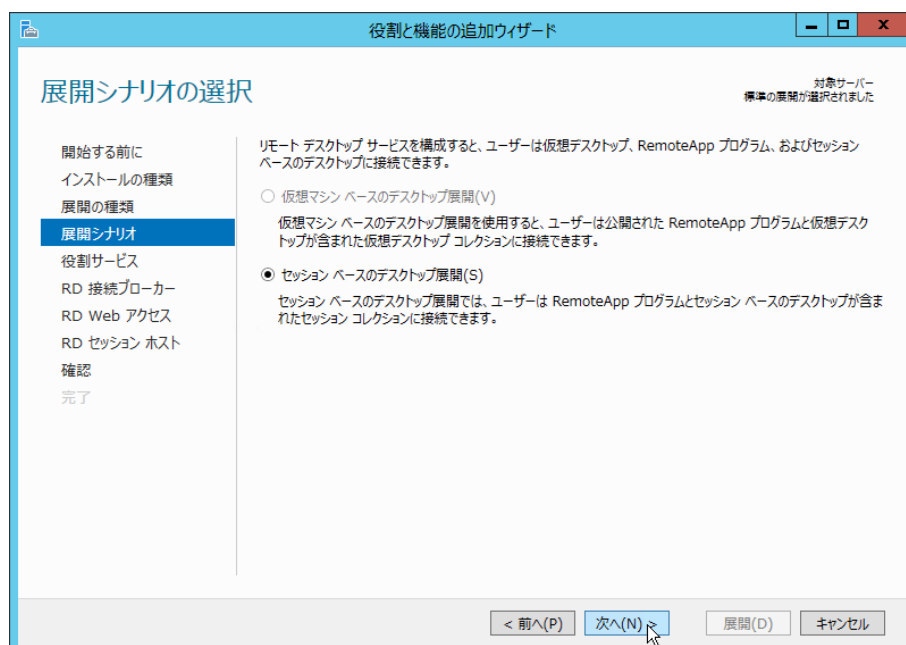 役割と機能の追加ウィザード
展開シナリオの選択
対象サーバー
標準の展開が選択されました
開始する前に
インストールの種類
展開の種類
展開シナリオ
役割サービス
RD 接続ブローカー
RD Web アクセス
RD セッション ホスト
確認
完了
リモート デスクトップ サービスを構成すると、ユーザーは仮想デスクトップ、RemoteApp プログラム、およびセッション
ベースのデスクトップに接続できます。
仮想マシン ベースのデスクトップ展開(V)
仮想マシン ベースのデスクトップ展開を使用すると、ユーザーは公開された RemoteApp プログラムと仮想デスク
トップが含まれた仮想デスクトップ コレクションに接続できます。
セッション ベースのデスクトップ展開(S)
セッション ベースのデスクトップ展開では、ユーザーは RemoteApp プログラムとセッション ベースのデスクトップが含ま
れたセッション コレクションに接続できます。
< 前へ(P)
次へ(N) >
展開(D)
キャンセル